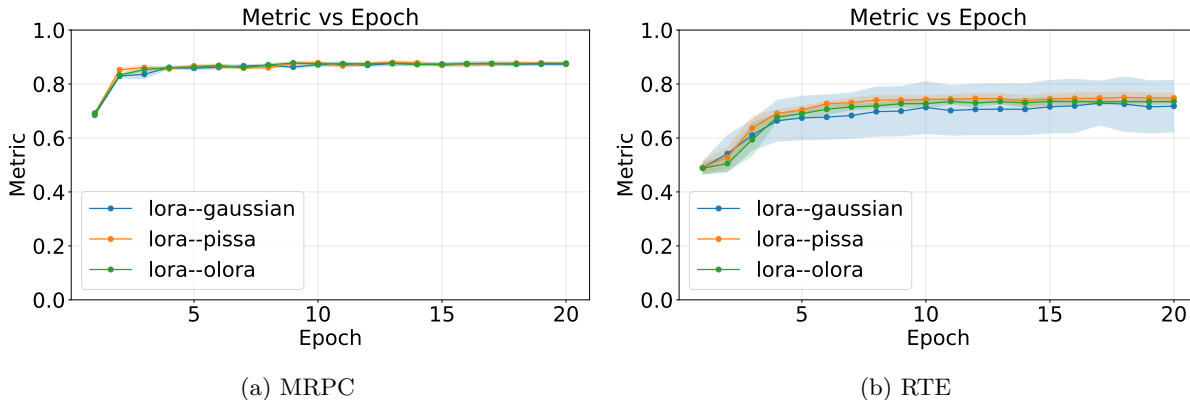 Metric vs Epoch
1.0
0.8
0.6
0.4
0.2
0.0
Metric
lora--gaussian
lora--pissa
lora--olora
5
10
15
20
Epoch
(a) MRPC
Metric vs Epoch
1.0
0.8
0.6
0.4
0.2
0.0
Metric
lora--gaussian
lora--pissa
lora--olora
5
10
15
20
Epoch
(b) RTE